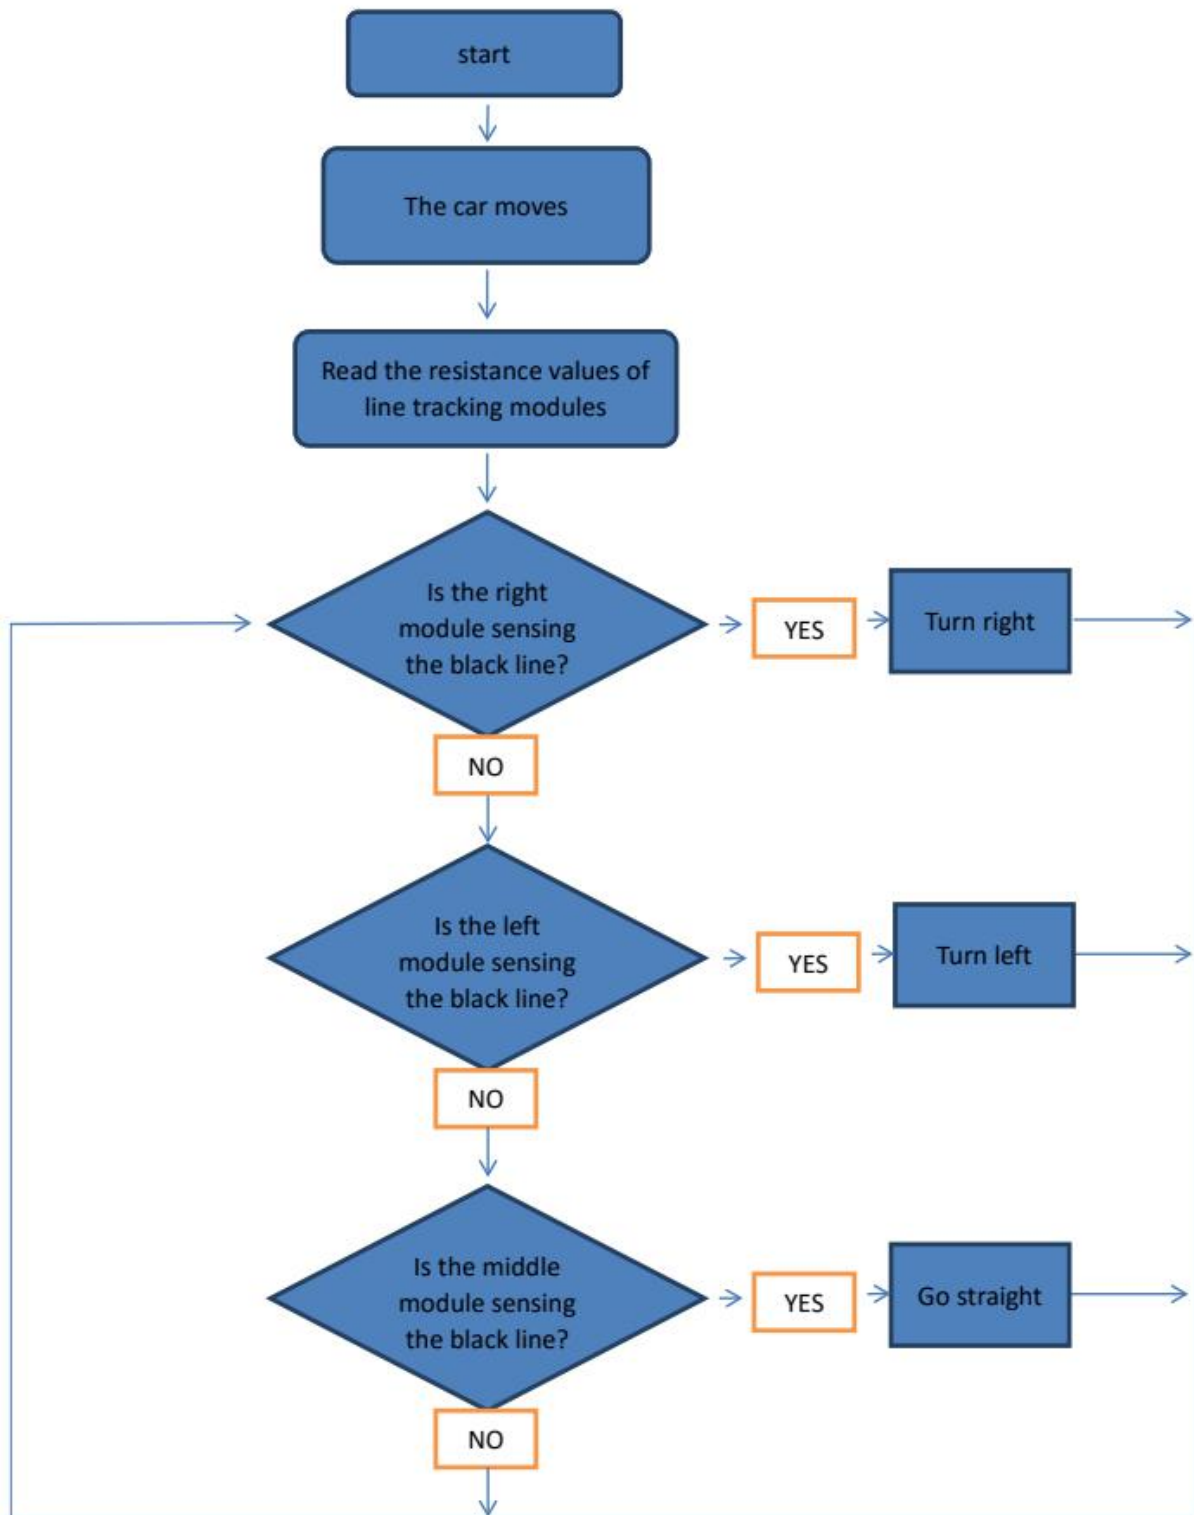 start
The car moves
Read the resistance values of
line tracking modules
Is the right
module sensing
the black line?
YES
Turn right
NO
Is the left
module sensing
the black line?
YES
Turn left
NO
Is the middle
module sensing
the black line?
YES
Go straight
NO